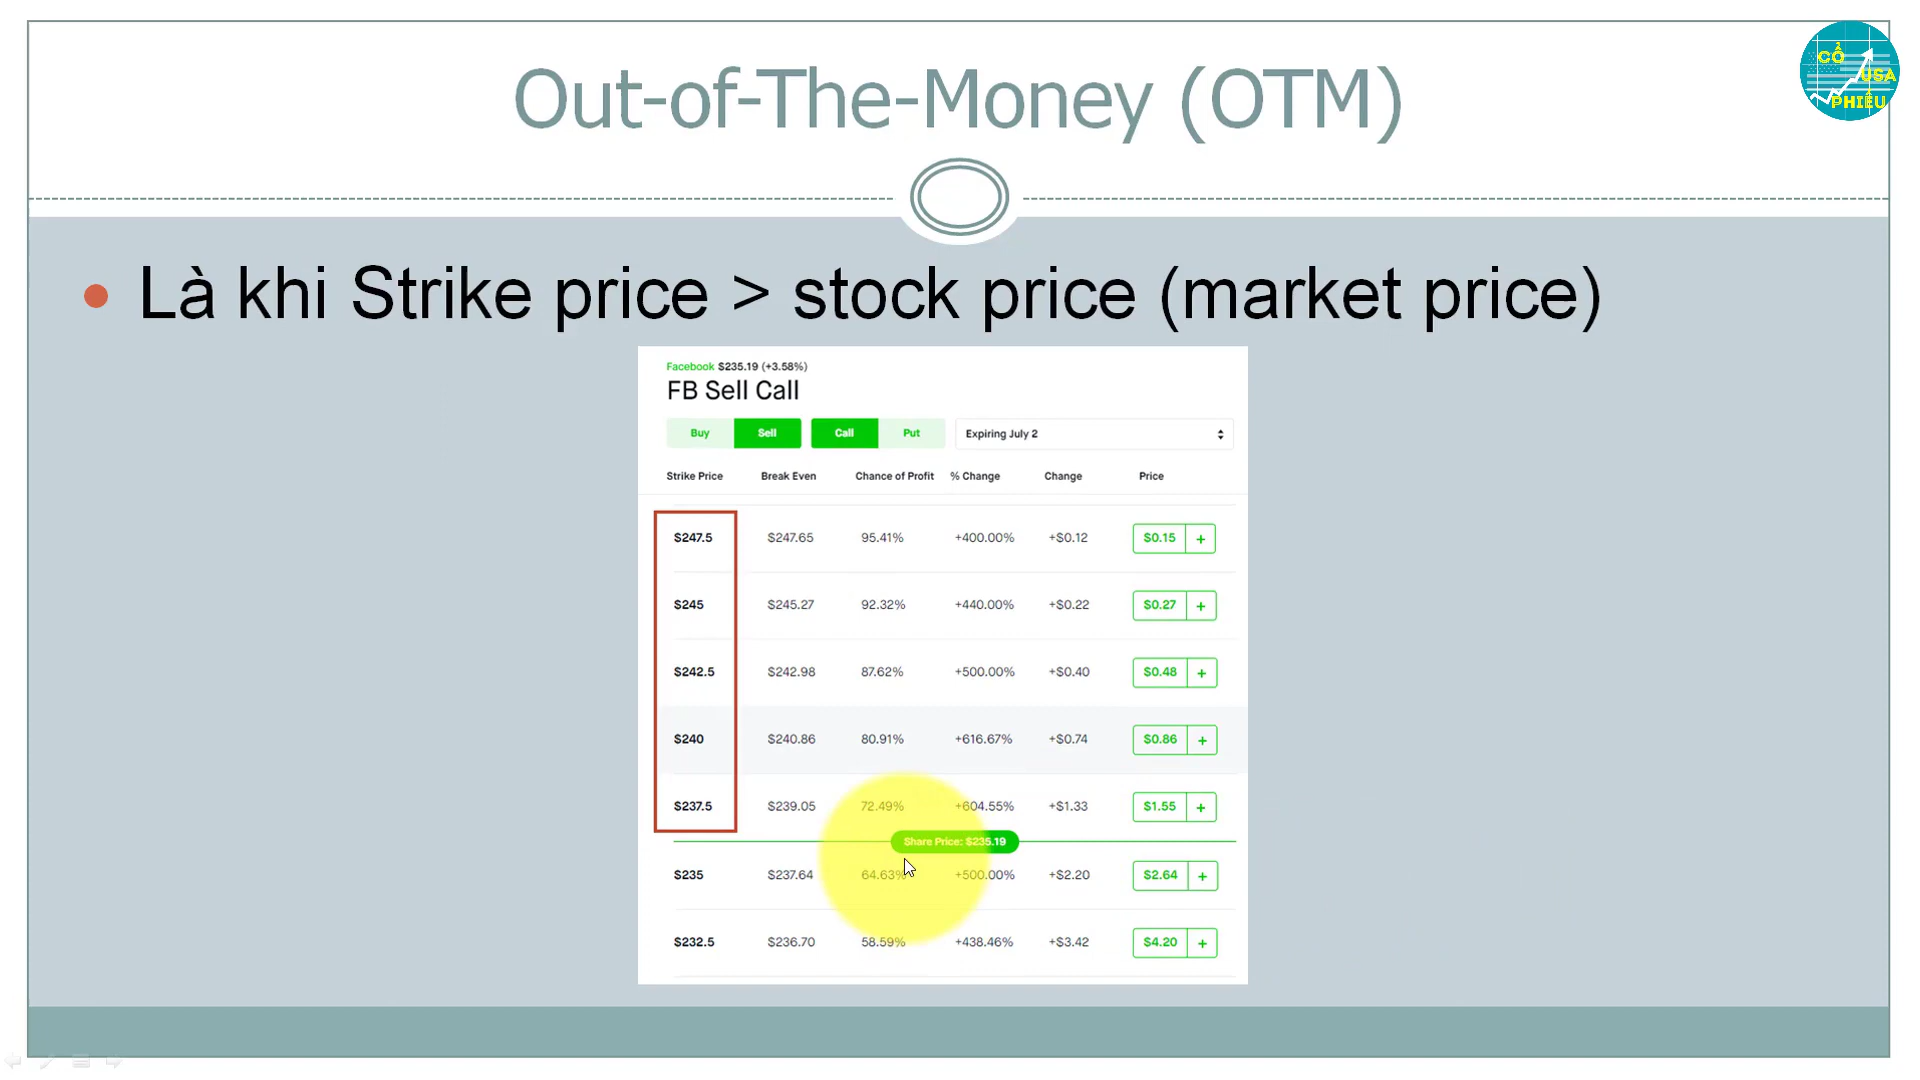 Out-of-The-Money (OTM)
CỔ
USA
PHIẾU
Là khi Strike price > stock price (market price)
Facebook $235.19 (+3.58%)
FB Sell Call
Buy Sell Call Put Expiring July 2
Strike Price Break Even Chance of Profit % Change Change Price
$247.5 $247.65 95.41% +400.00% +$0.12 $0.15 +
$245 $245.27 92.32% +440.00% +$0.22 $0.27 +
$242.5 $242.98 87.62% +500.00% +$0.40 $0.48 +
$240 $240.86 80.91% +616.67% +$0.74 $0.86 +
$237.5 $239.05 72.49% +604.55% +$1.33 $1.55 +
Share Price: $235.19
$235 $237.64 64.63% +500.00% +$2.20 $2.64 +
$232.5 $236.70 58.59% +438.46% +$3.42 $4.20 +